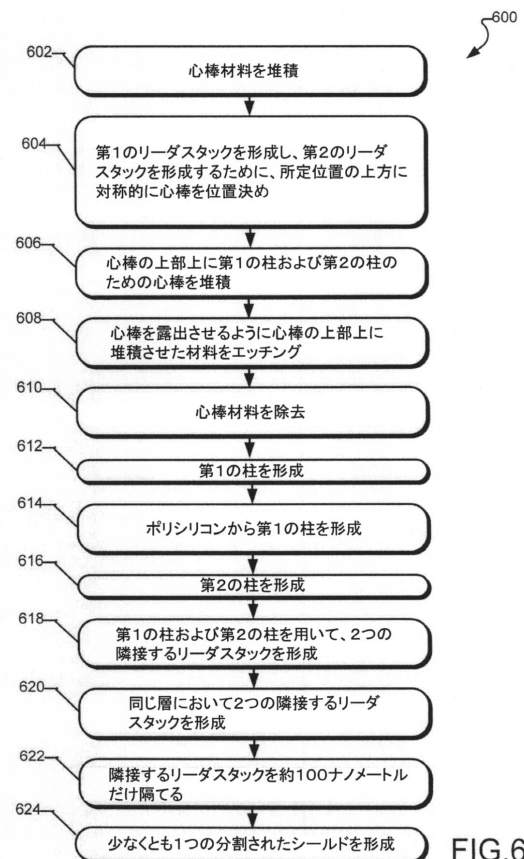 600
602
心棒材料を堆積
604
第1のリーダスタックを形成し、第2のリーダ
スタックを形成するために、所定位置の上方に
対称的に心棒を位置決め
606
心棒の上部上に第1の柱および第2の柱の
ための心棒を堆積
608
心棒を露出させるように心棒の上部上に
堆積させた材料をエッチング
610
心棒材料を除去
612
第1の柱を形成
614
ポリシリコンから第1の柱を形成
616
第2の柱を形成
618
第1の柱および第2の柱を用いて、2つの
隣接するリーダスタックを形成
620
同じ層において2つの隣接するリーダ
スタックを形成
622
隣接するリーダスタックを約100ナノメートル
だけ隔てる
624
少なくとも1つの分割されたシールドを形成
FIG.6